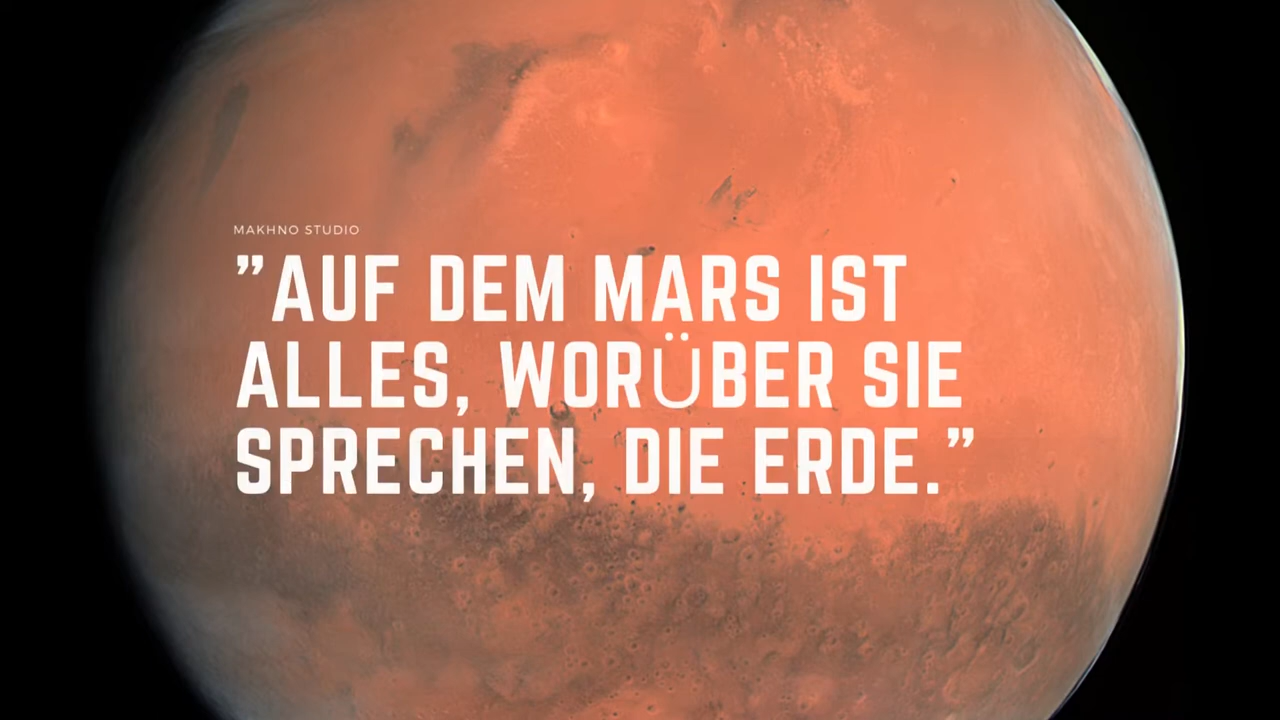 MAKHNO STUDIO
"AUF DEM MARS IST
ALLES, WORÜBER SIE
SPRECHEN, DIE ERDE."